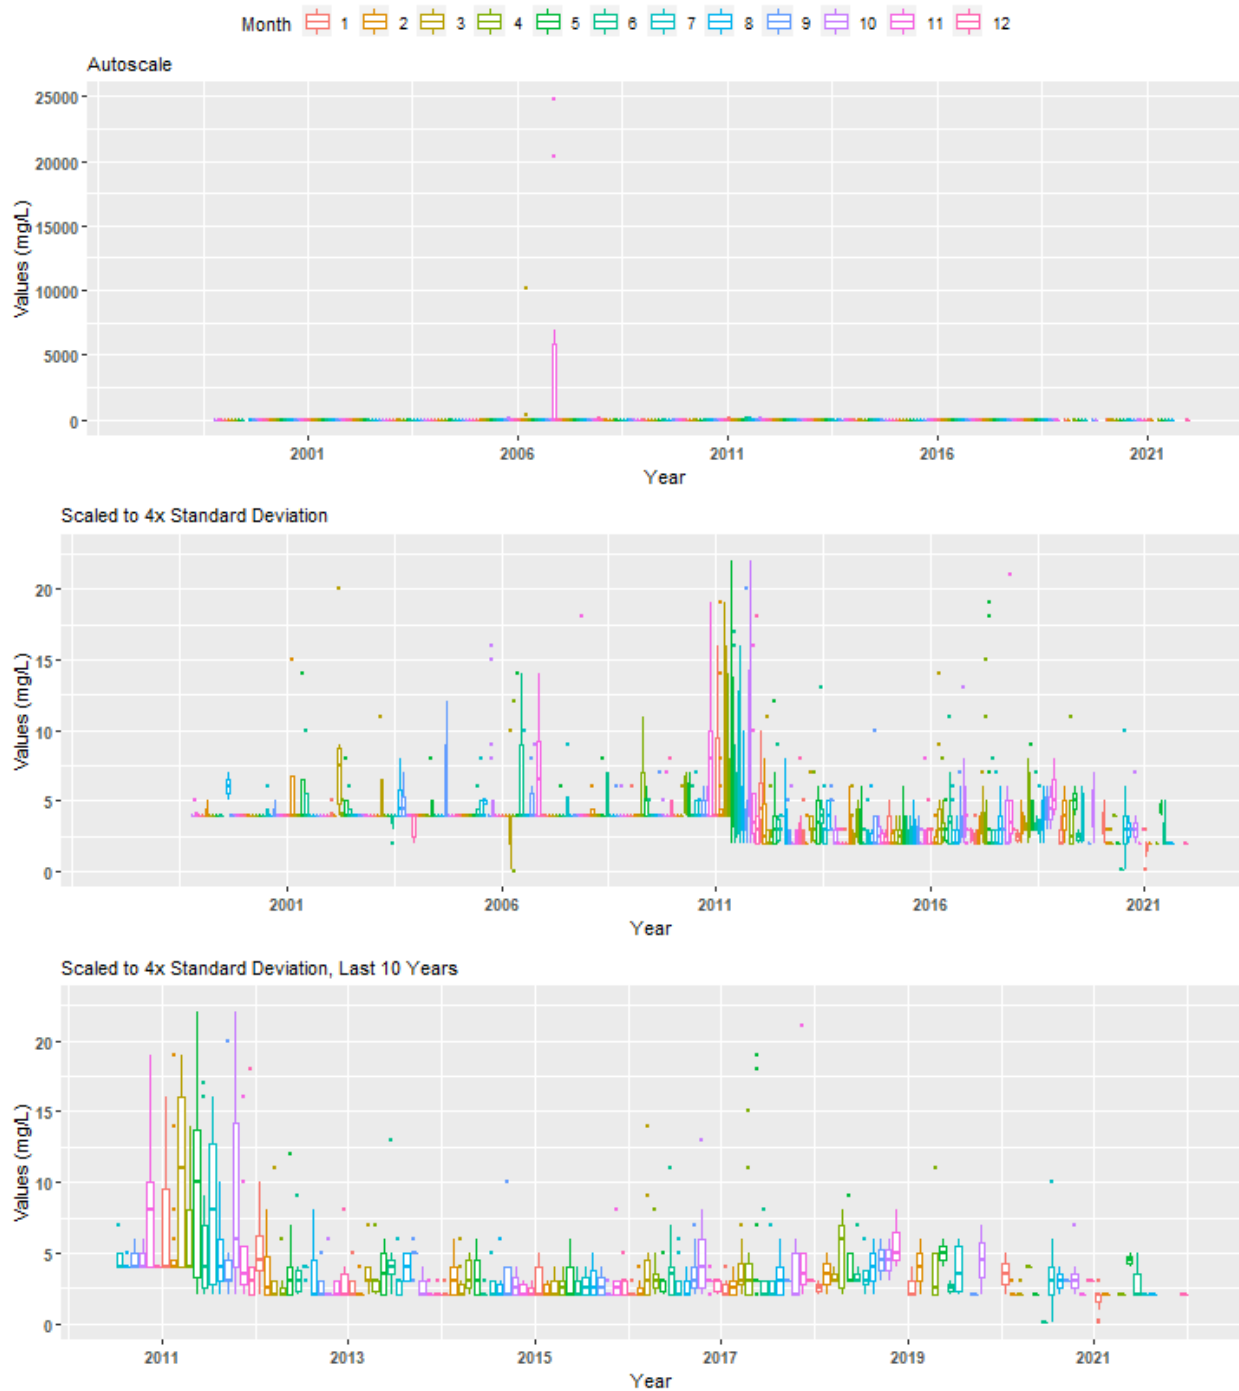 Month 1 2 3 4 5 6 7 8 9 10 11 12
Autoscale
Values (mg/L)
25000
20000
15000
10000
5000
0
2001 2006 2011 2016 2021
Year
Scaled to 4x Standard Deviation
Values (mg/L)
20
15
10
5
0
2001 2006 2011 2016 2021
Year
Scaled to 4x Standard Deviation, Last 10 Years
Values (mg/L)
20
15
10
5
0
2011 2013 2015 2017 2019 2021
Year